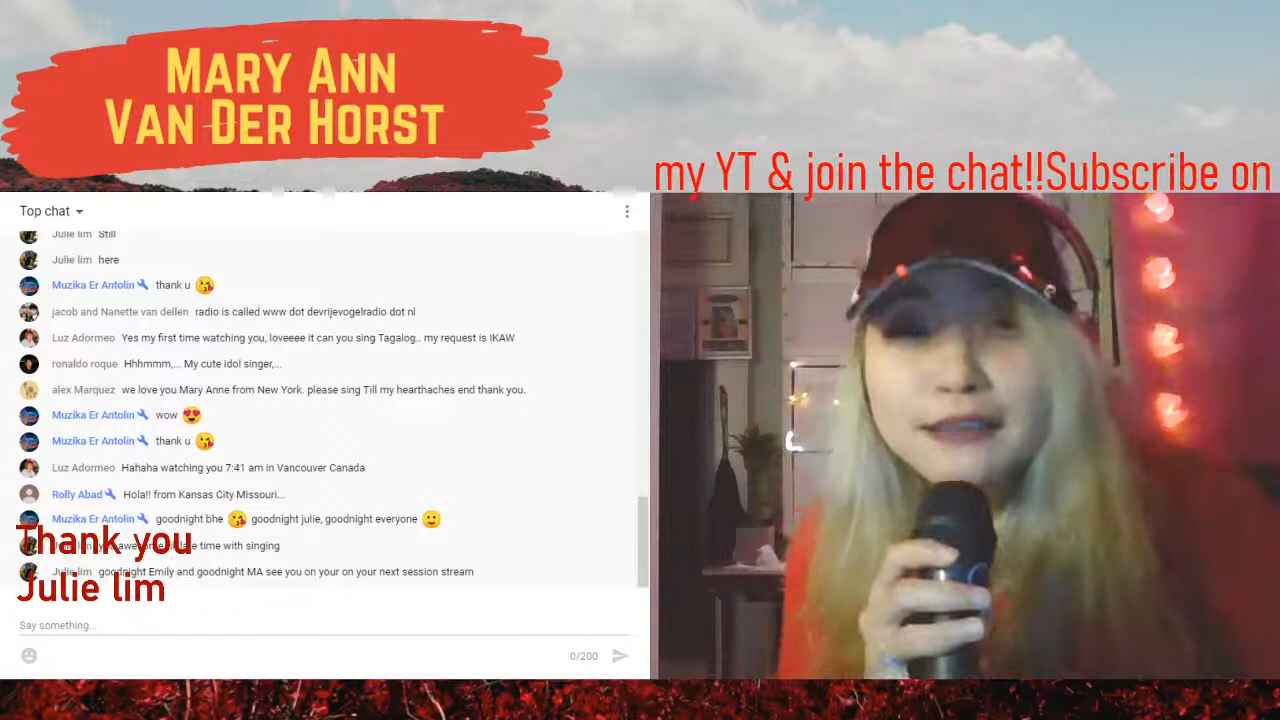 MARY ANN
VAN DER HORST
my YT & join the chat!!Subscribe on
Top chat
Julie lim Still
Julie lim here
Muzika Er Antolin thank u
jacob and Nanette van dellen radio is called www dot devrijevogelradio dot nl
Luz Adormeo Yes my first time watching you, loveeee it can you sing Tagalog.. my request is IKAW
ronaldo roque Hhhmmm,... My cute idol singer,...
alex Marquez we love you Mary Anne from New York. please sing Till my hearthaches end thank you.
Muzika Er Antolin wow
Muzika Er Antolin thank u
Luz Adormeo Hahaha watching you 7:41 am in Vancouver Canada
Rolly Abad Hola!! from Kansas City Missouri...
Muzika Er Antolin goodnight bhe goodnight julie, goodnight everyone
time with singing
Julie lim goodnight Emily and goodnight MA see you on your on your next session stream
Thank you
Julie lim
Say something...
0/200